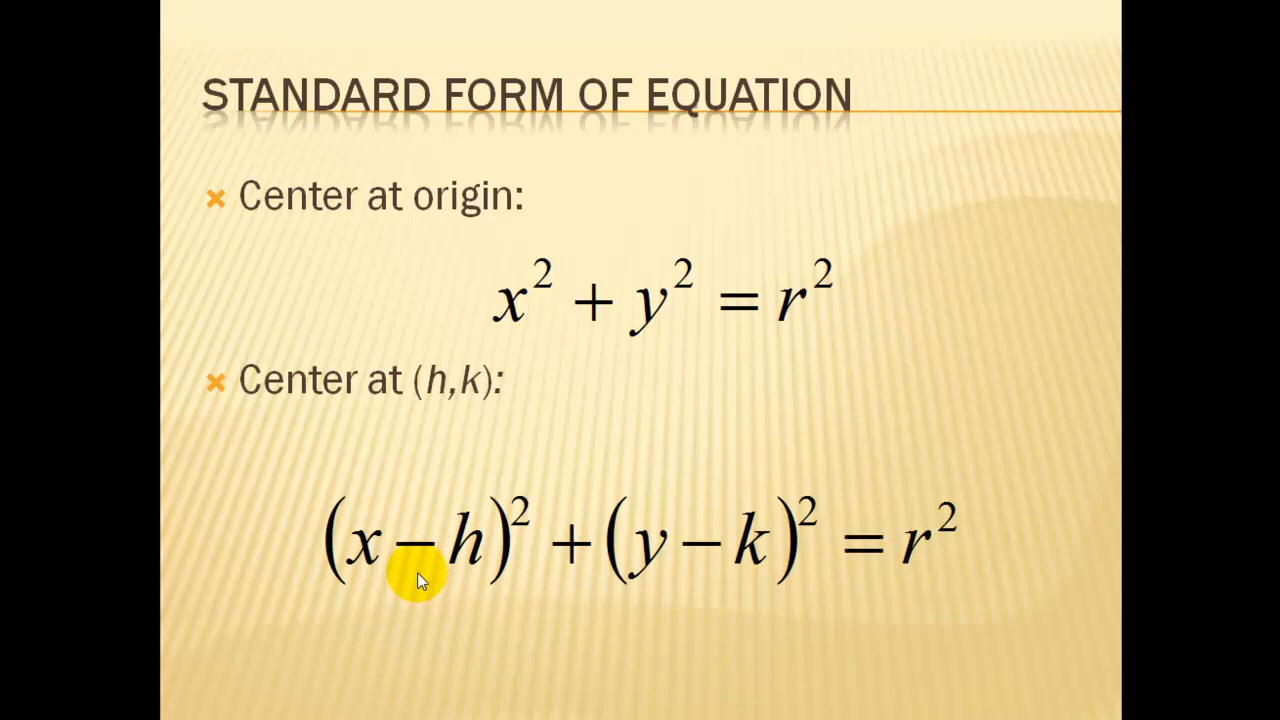 STANDARD FORM OF EQUATION
Center at origin:
x² + y² = r²
Center at (h,k):
(x − h)² + (y − k)² = r²